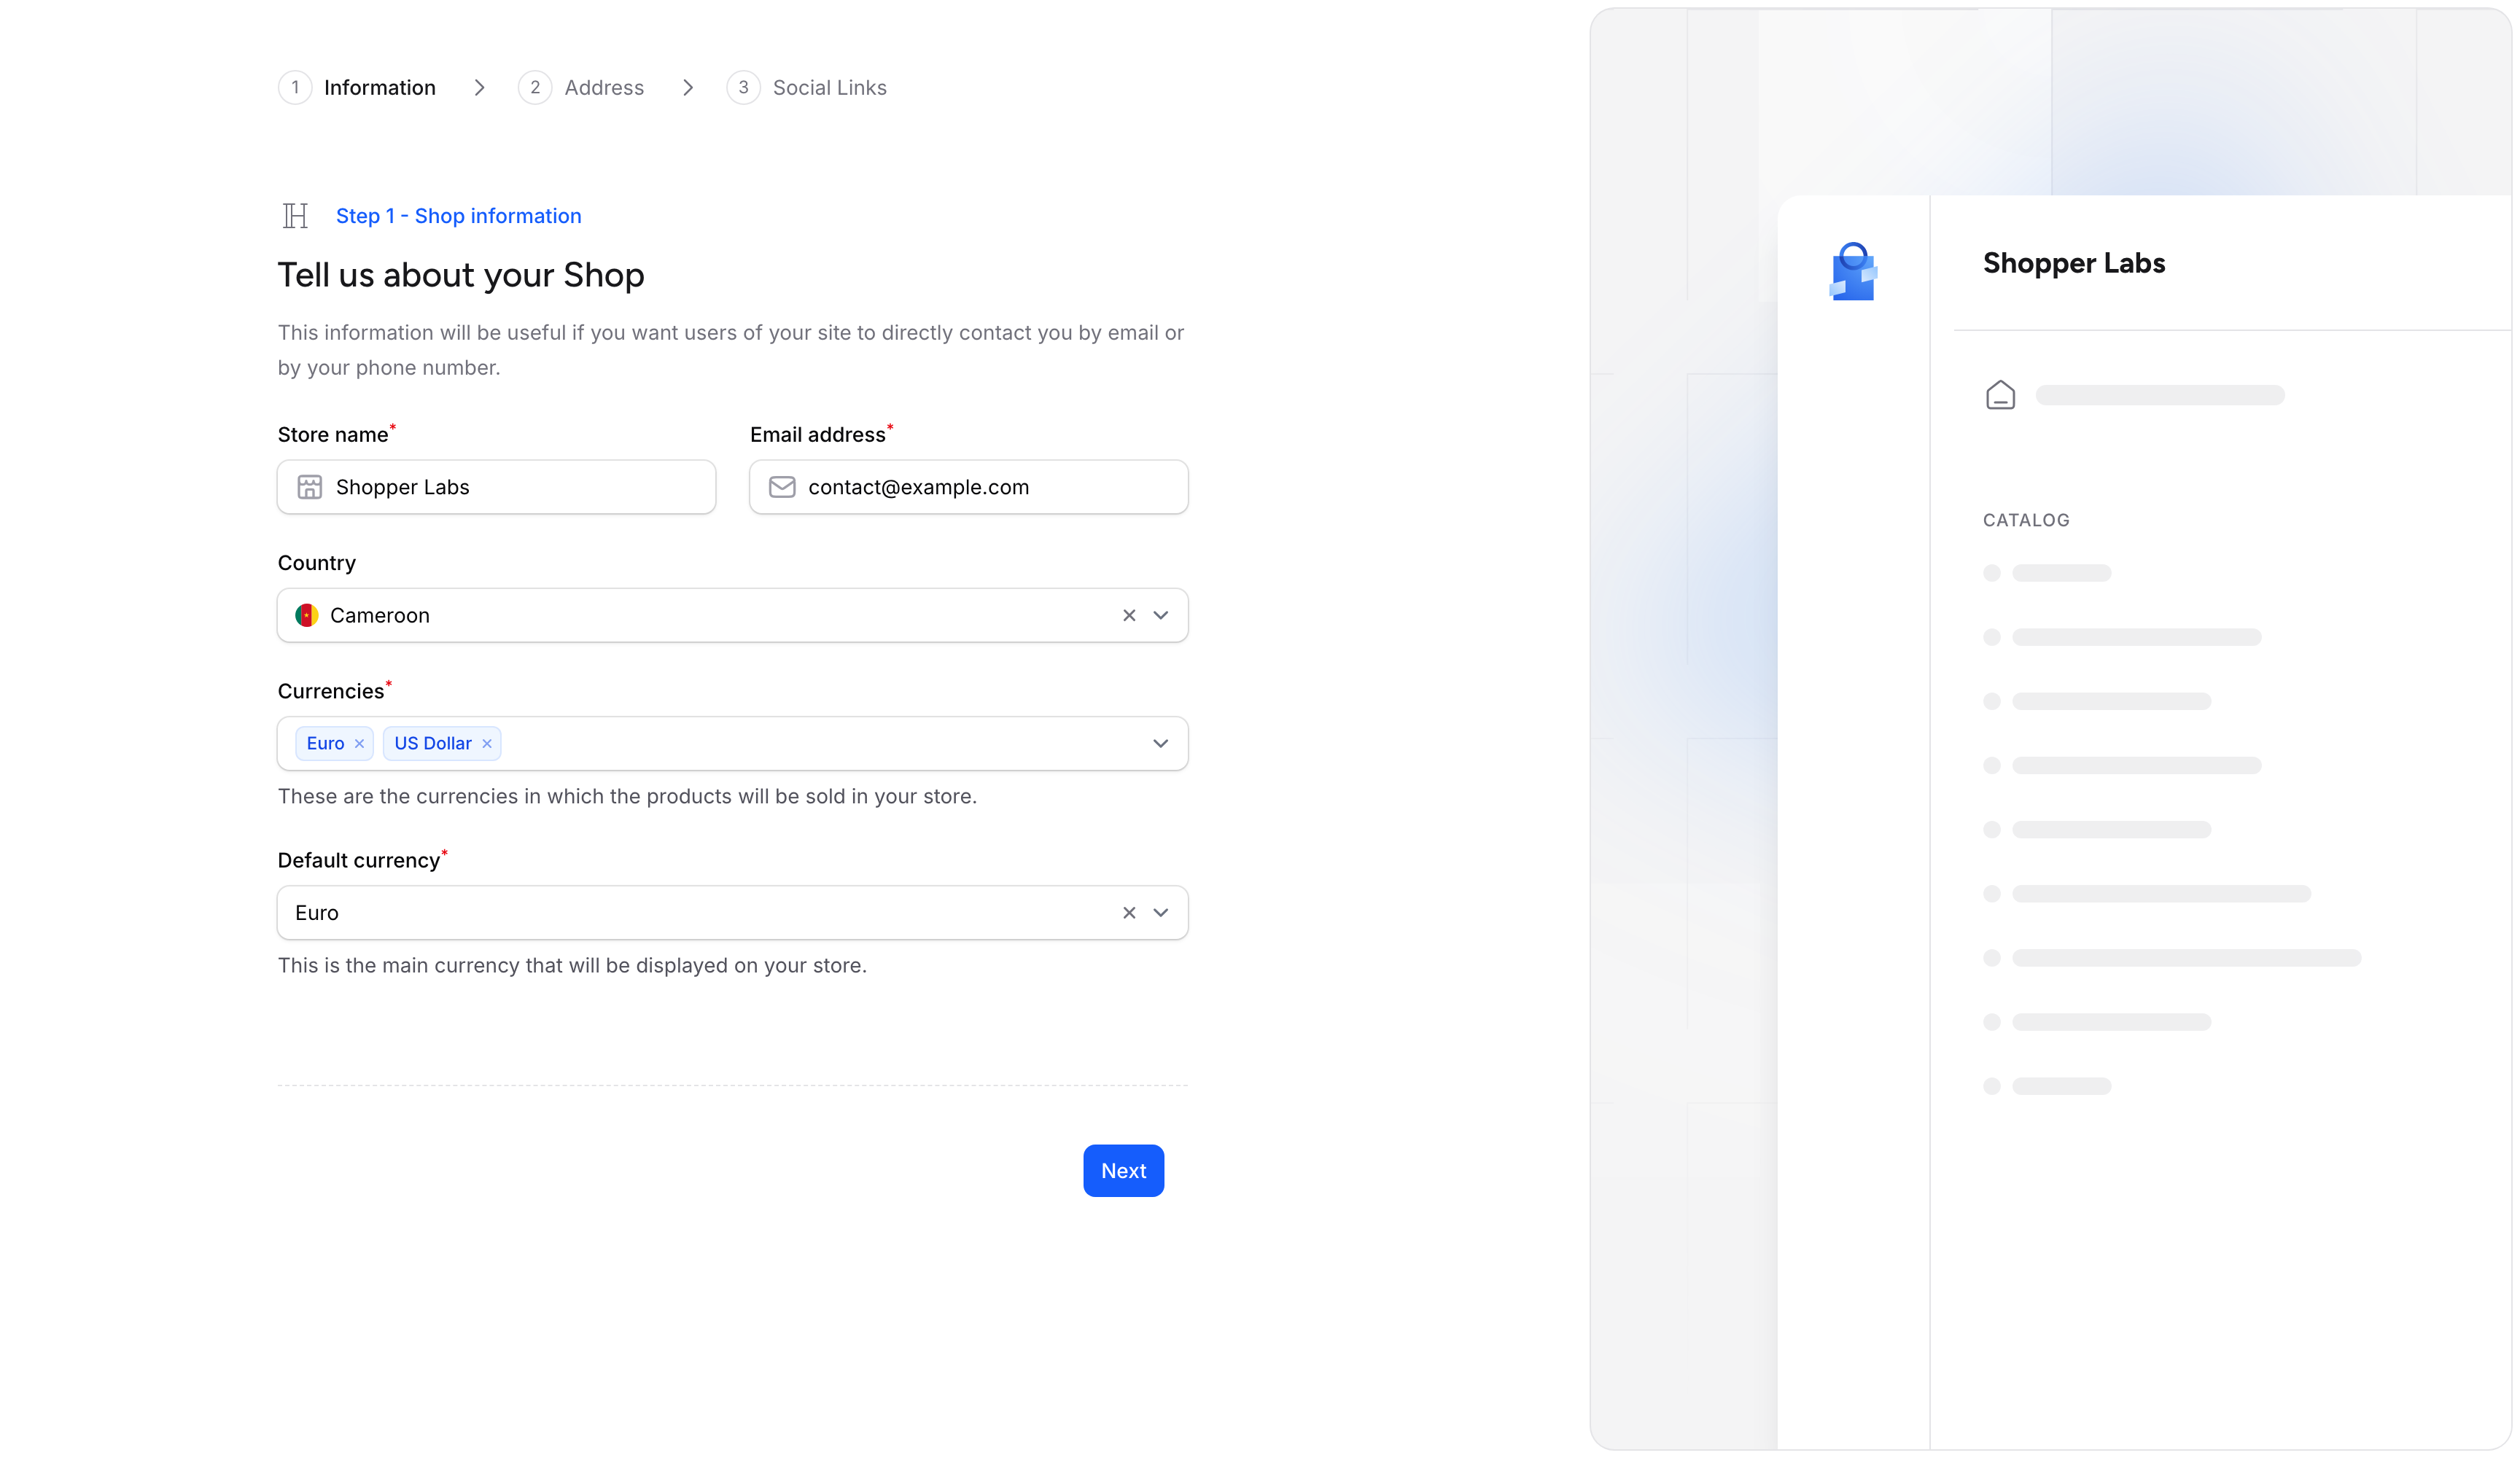 1 Information 2 Address 3 Social Links
Step 1 - Shop information
Tell us about your Shop
This information will be useful if you want users of your site to directly contact you by email or
by your phone number.
Store name* Email address*
Shopper Labs contact@example.com
Country
Cameroon
Currencies*
Euro US Dollar
These are the currencies in which the products will be sold in your store.
Default currency*
Euro
This is the main currency that will be displayed on your store.
Next
Shopper Labs
CATALOG